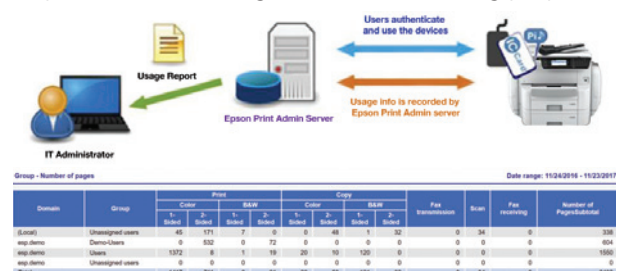 Users authenticate
and use the devices
Pi♪
IC Card
Usage Report
Usage info is recorded by
Epson Print Admin server
Epson Print Admin Server
IT Administrator
Group - Number of pages Date range: 11/24/2016 - 11/23/2017
Print Copy
Domain Group Color B&W Color B&W Fax transmission Scan Fax receiving Number of PagesSubtotal
1-Sided 2-Sided 1-Sided 2-Sided 1-Sided 2-Sided 1-Sided 2-Sided
(Local) Unassigned users 45 171 7 0 0 48 1 32 0 34 0 338
esp.demo Demo-Users 0 532 0 72 0 0 0 0 0 0 0 604
esp.demo Users 1372 8 1 19 20 10 120 0 0 0 0 1550
esp.demo Unassigned users 0 0 0 0 0 0 0 0 0 0 0 0